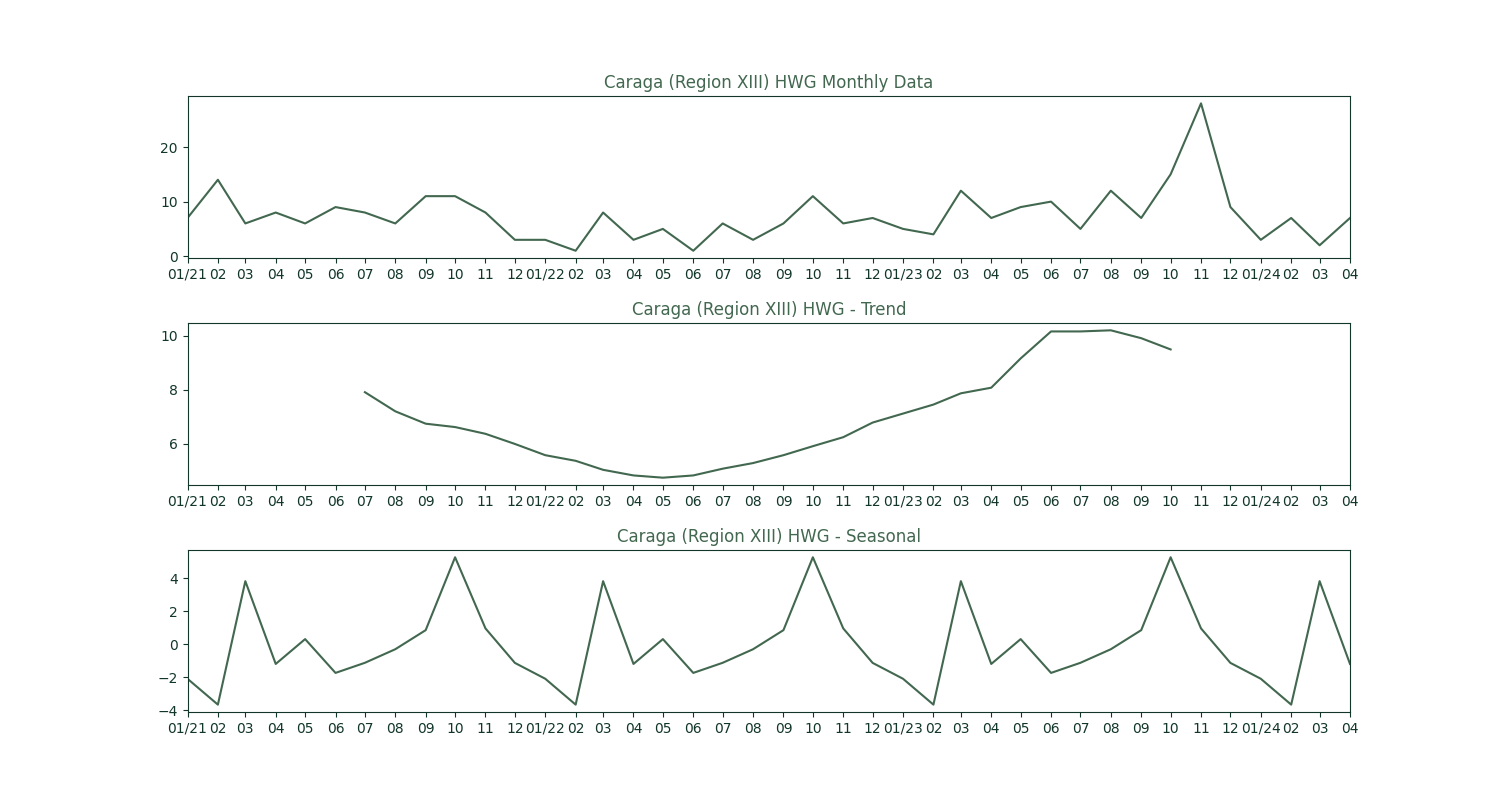 Caraga (Region XIII) HWG Monthly Data
20
10
0
01/21 02 03 04 05 06 07 08 09 10 11 12 01/22 02 03 04 05 06 07 08 09 10 11 12 01/23 02 03 04 05 06 07 08 09 10 11 12 01/24 02 03 04
Caraga (Region XIII) HWG - Trend
10
8
6
01/21 02 03 04 05 06 07 08 09 10 11 12 01/22 02 03 04 05 06 07 08 09 10 11 12 01/23 02 03 04 05 06 07 08 09 10 11 12 01/24 02 03 04
Caraga (Region XIII) HWG - Seasonal
4
2
0
−2
−4
01/21 02 03 04 05 06 07 08 09 10 11 12 01/22 02 03 04 05 06 07 08 09 10 11 12 01/23 02 03 04 05 06 07 08 09 10 11 12 01/24 02 03 04